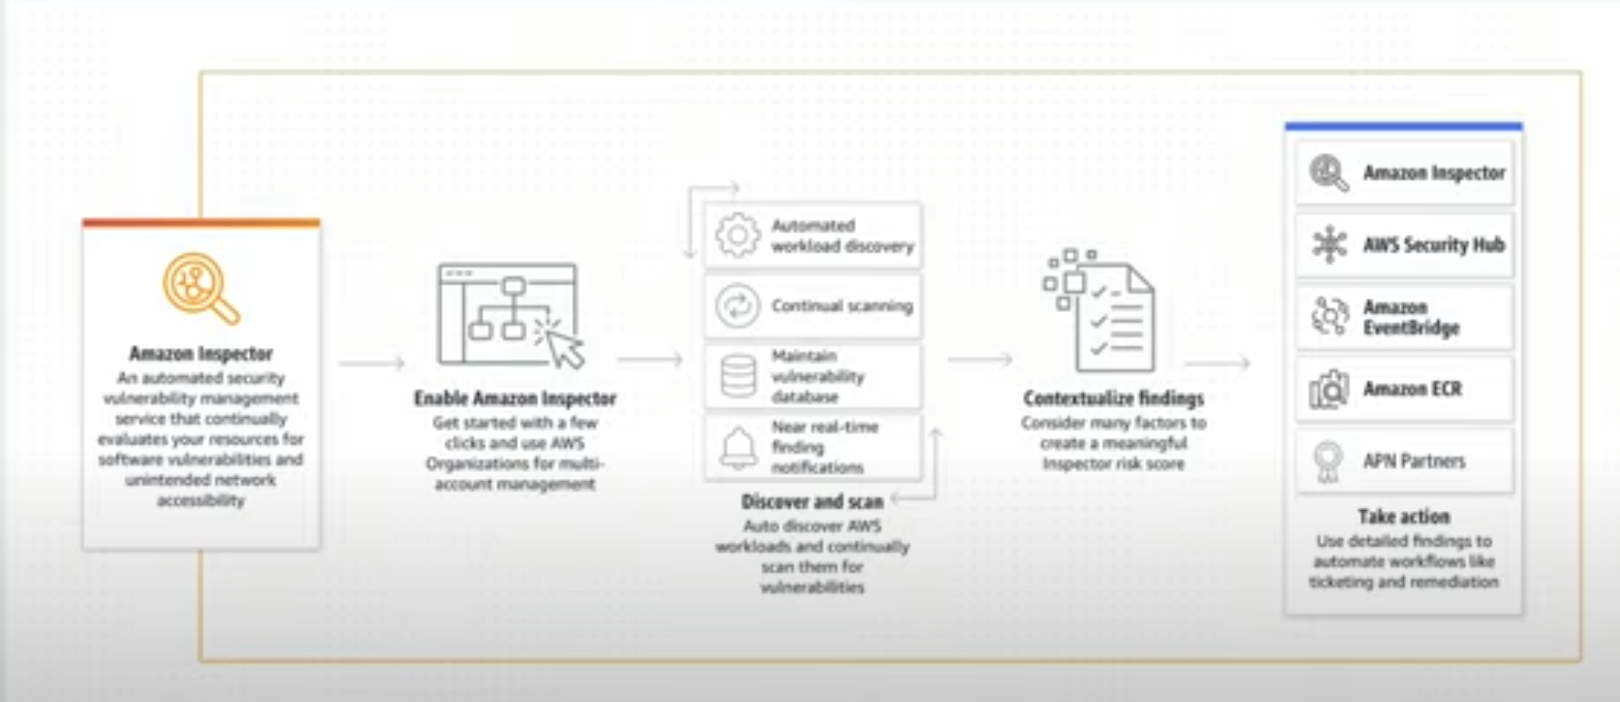 Amazon Inspector
An automated security
vulnerability management
service that continually
evaluates your resources for
software vulnerabilities and
unintended network
accessibility
Enable Amazon Inspector
Get started with a few
clicks and use AWS
Organizations for multi-
account management
Automated
workload discovery
Continual scanning
Maintain
vulnerability
database
Near real-time
finding
notifications
Discover and scan
Auto discover AWS
workloads and continually
scan them for
vulnerabilities
Contextualize findings
Consider many factors to
create a meaningful
Inspector risk score
Amazon Inspector
AWS Security Hub
Amazon
EventBridge
Amazon ECR
APN Partners
Take action
Use detailed findings to
automate workflows like
ticketing and remediation